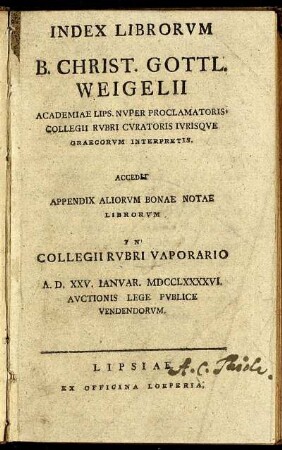 INDEX LIBRORVM
B. CHRIST. GOTTL.
WEIGELII
ACADEMIAE LIPS. NVPER PROCLAMATORIS,
COLLEGII RVBRI CVRATORIS IVRISQVE
GRAECORVM INTERPRETIS.
ACCEDIT
APPENDIX ALIORVM BONAE NOTAE
LIBRORVM
IN
COLLEGII RVBRI VAPORARIO
A. D. XXV. IANVAR. MDCCLXXXXVI.
AVCTIONIS LEGE PVBLICE
VENDENDORVM.
LIPSIAE
A. C. Thiele.
EX OFFICINA LOEPERIA.